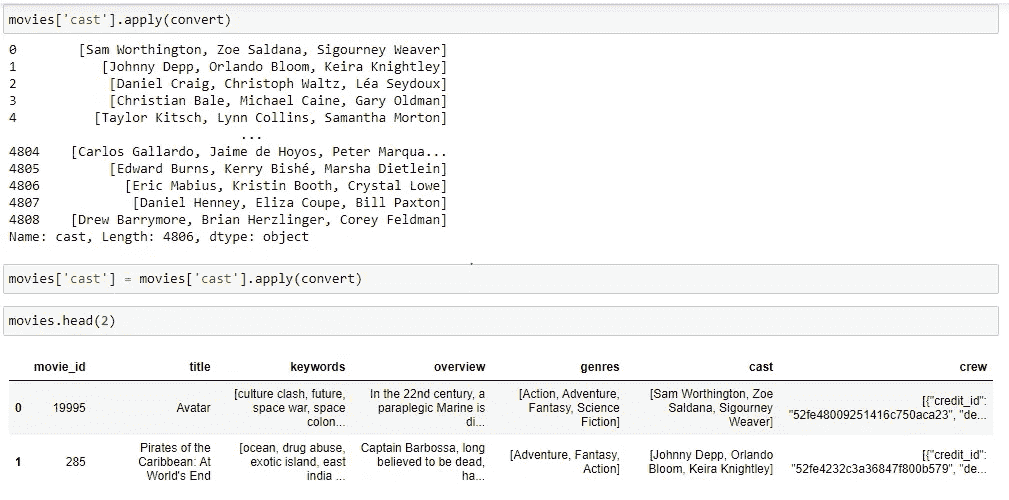 movies['cast'].apply(convert)
0 [Sam Worthington, Zoe Saldana, Sigourney Weaver]
1 [Johnny Depp, Orlando Bloom, Keira Knightley]
2 [Daniel Craig, Christoph Waltz, Léa Seydoux]
3 [Christian Bale, Michael Caine, Gary Oldman]
4 [Taylor Kitsch, Lynn Collins, Samantha Morton]
...
4804 [Carlos Gallardo, Jaime de Hoyos, Peter Marqua...
4805 [Edward Burns, Kerry Bishé, Marsha Dietlein]
4806 [Eric Mabius, Kristin Booth, Crystal Lowe]
4807 [Daniel Henney, Eliza Coupe, Bill Paxton]
4808 [Drew Barrymore, Brian Herzlinger, Corey Feldman]
Name: cast, Length: 4806, dtype: object
movies['cast'] = movies['cast'].apply(convert)
movies.head(2)
movie_id title keywords overview genres cast crew
[culture clash, future, In the 22nd century, a [Action, Adventure, [Sam Worthington, Zoe [{"credit_id":
0 19995 Avatar space war, space paraplegic Marine is Fantasy, Science Saldana, Sigourney "52fe48009251416c750aca23", "de...
colon... di... Fiction] Weaver]
Pirates of the [ocean, drug abuse, Captain Barbossa, long [Adventure, Fantasy, [Johnny Depp, Orlando [{"credit_id":
1 285 Caribbean: At exotic island, east believed to be dead, Action] Bloom, Keira Knightley] "52fe4232c3a36847f800b579", "de...
World's End india ... ha...